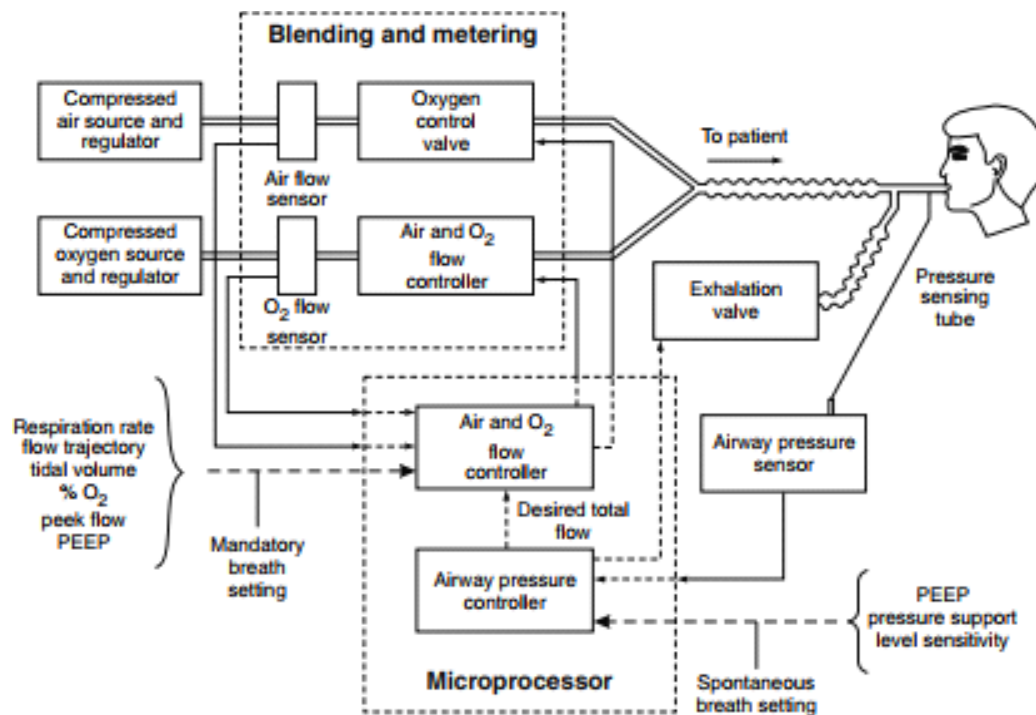 Blending and metering
Compressed
air source and
regulator
Oxygen
control
valve
To patient
Air flow
sensor
Compressed
oxygen source
and regulator
Air and O2
flow
controller
O2 flow
sensor
Exhalation
valve
Pressure
sensing
tube
Respiration rate
flow trajectory
tidal volume
% O2
peek flow
PEEP
Air and O2
flow
controller
Airway pressure
sensor
Desired total
flow
Mandatory
breath
setting
Airway pressure
controller
PEEP
pressure support
level sensitivity
Microprocessor
Spontaneous
breath setting